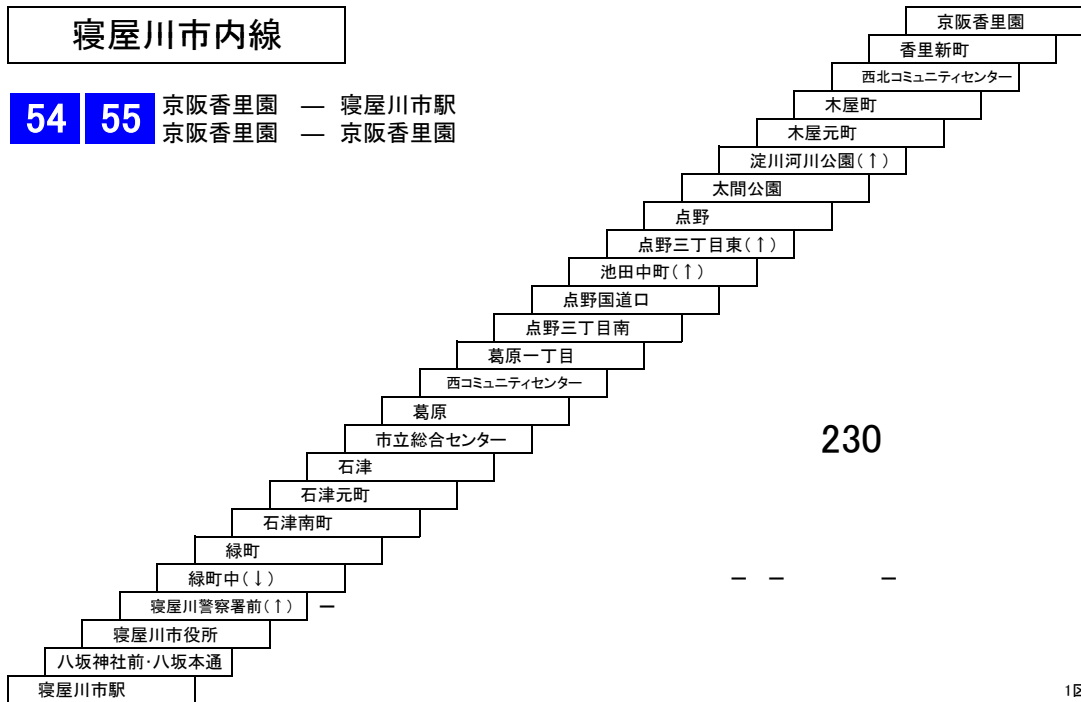 寝屋川市内線
54 55
京阪香里園 ― 寝屋川市駅
京阪香里園 ― 京阪香里園
京阪香里園
香里新町
西北コミュニティセンター
木屋町
木屋元町
淀川河川公園(↑)
太間公園
点野
点野三丁目東(↑)
池田中町(↑)
点野国道口
点野三丁目南
葛原一丁目
西コミュニティセンター
葛原
市立総合センター
230
石津
石津元町
石津南町
緑町
緑町中(↓) － － －
寝屋川警察署前(↑) －
寝屋川市役所
八坂神社前･八坂本通
寝屋川市駅
1区